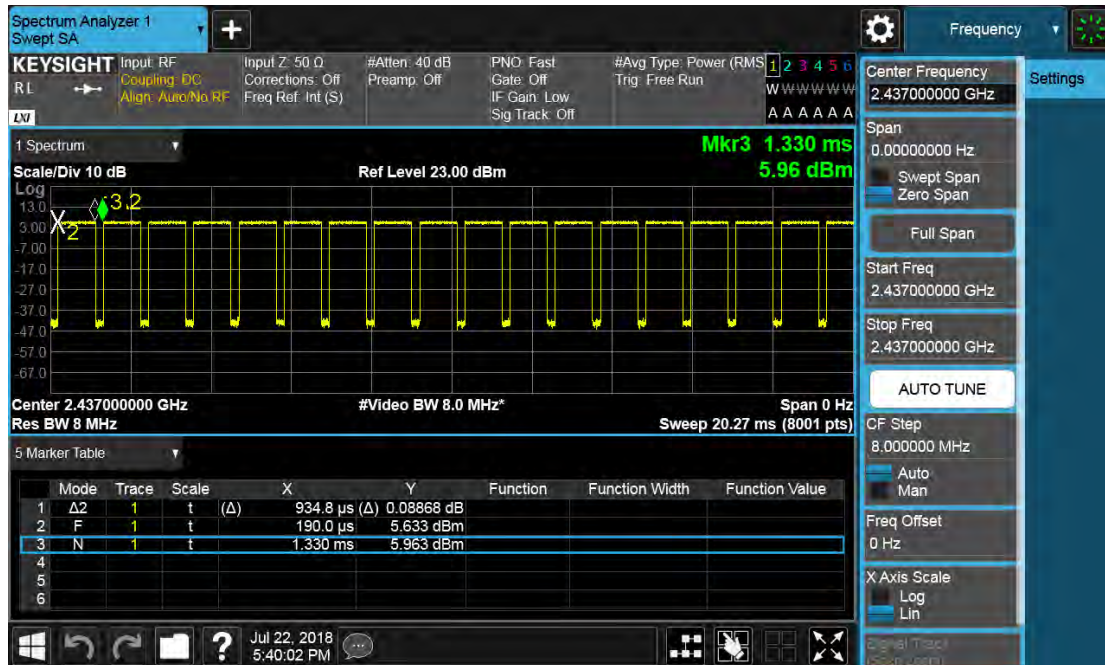 Spectrum Analyzer 1
Swept SA
+
Frequency
KEYSIGHT
RL
LXI
Input: RF
Coupling: DC
Align: Auto/No RF
Input Z: 50 Ω
Corrections: Off
Freq Ref: Int (S)
#Atten: 40 dB
Preamp: Off
PNO: Fast
Gate: Off
IF Gain: Low
Sig Track: Off
#Avg Type: Power (RMS
Trig: Free Run
1 2 3 4 5 6
W W W W W W
A A A A A A
Center Frequency
2.437000000 GHz
Settings
1 Spectrum
Mkr3 1.330 ms
Scale/Div 10 dB
Ref Level 23.00 dBm
5.96 dBm
Log
13.0
3.00
-7.00
-17.0
-27.0
-37.0
-47.0
-57.0
-67.0
3,2
2
Center 2.437000000 GHz
#Video BW 8.0 MHz*
Span 0 Hz
Res BW 8 MHz
Sweep 20.27 ms (8001 pts)
Span
0.00000000 Hz
Swept Span
Zero Span
Full Span
Start Freq
2.437000000 GHz
Stop Freq
2.437000000 GHz
AUTO TUNE
CF Step
8.000000 MHz
Auto
Man
Freq Offset
0 Hz
X Axis Scale
Log
Lin
Signal Track
5 Marker Table
Mode Trace Scale X Y Function Function Width Function Value
1 Δ2 1 t (Δ) 934.8 µs (Δ) 0.08868 dB
2 F 1 t 190.0 µs 5.633 dBm
3 N 1 t 1.330 ms 5.963 dBm
4
5
6
?
Jul 22, 2018
5:40:02 PM